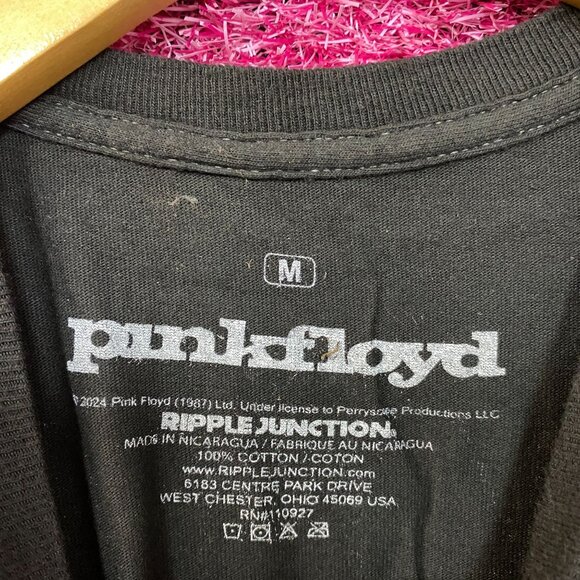 M
pinkfloyd
©2024 Pink Floyd (1987) Ltd. Under license to Perryscope Productions LLC
RIPPLE JUNCTION®
MADE IN NICARAGUA / FABRIQUE AU NICARAGUA
100% COTTON / COTON
www.RIPPLEJUNCTION.com
6183 CENTRE PARK DRIVE
WEST CHESTER, OHIO 45069 USA
RN#110927